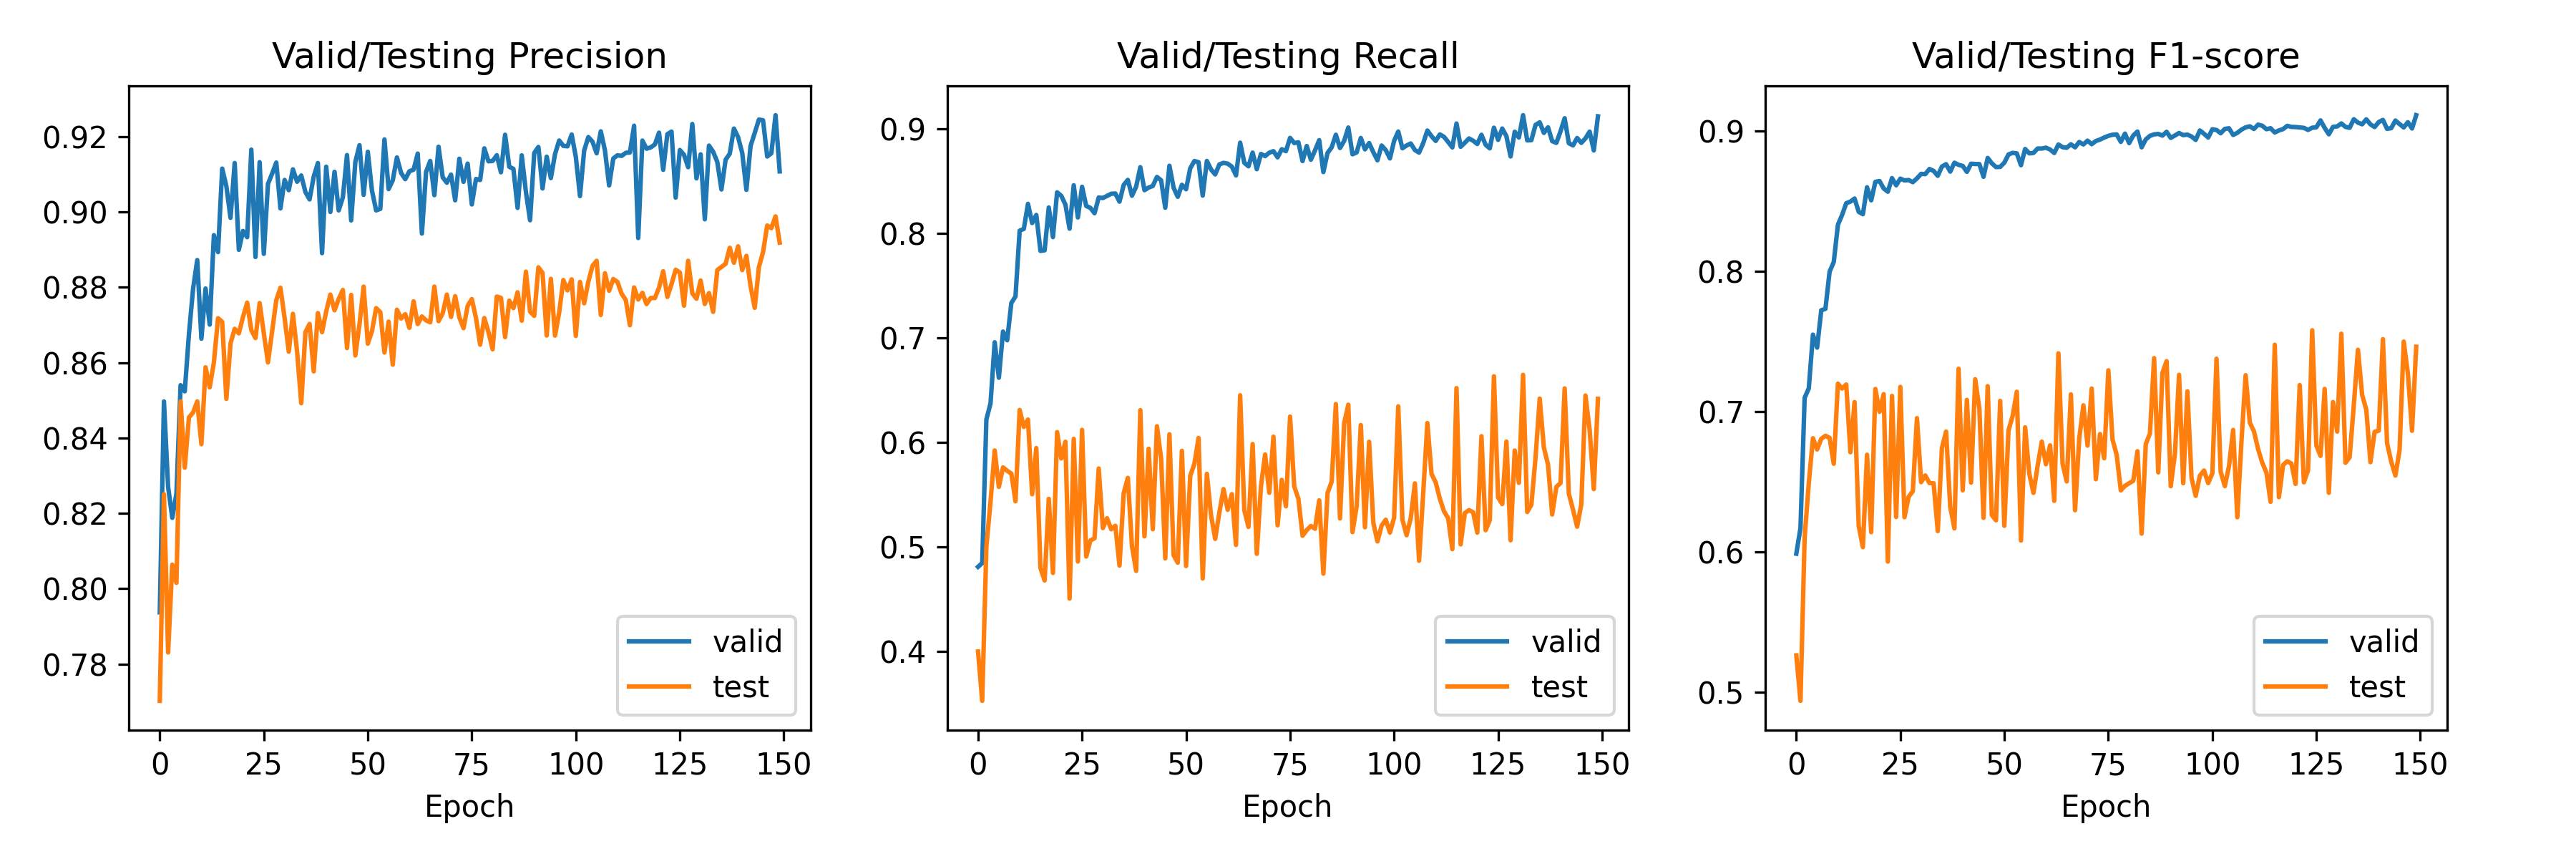 Valid/Testing Precision
0.92
0.90
0.88
0.86
0.84
0.82
0.80
0.78
0 25 50 75 100 125 150
Epoch
valid
test
Valid/Testing Recall
0.9
0.8
0.7
0.6
0.5
0.4
0 25 50 75 100 125 150
Epoch
valid
test
Valid/Testing F1-score
0.9
0.8
0.7
0.6
0.5
0 25 50 75 100 125 150
Epoch
valid
test